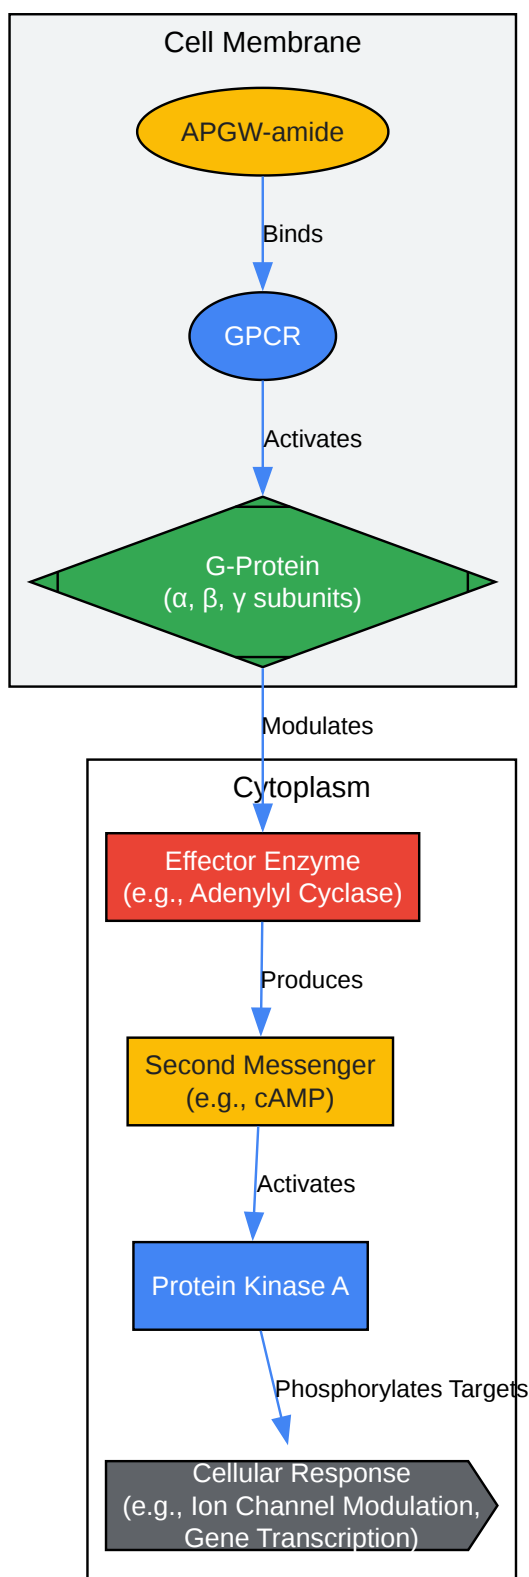 Cell Membrane
APGW-amide
Binds
GPCR
Activates
G-Protein
(α, β, γ subunits)
Modulates
Cytoplasm
Effector Enzyme
(e.g., Adenylyl Cyclase)
Produces
Second Messenger
(e.g., cAMP)
Activates
Protein Kinase A
Phosphorylates Targets
Cellular Response
(e.g., Ion Channel Modulation,
Gene Transcription)